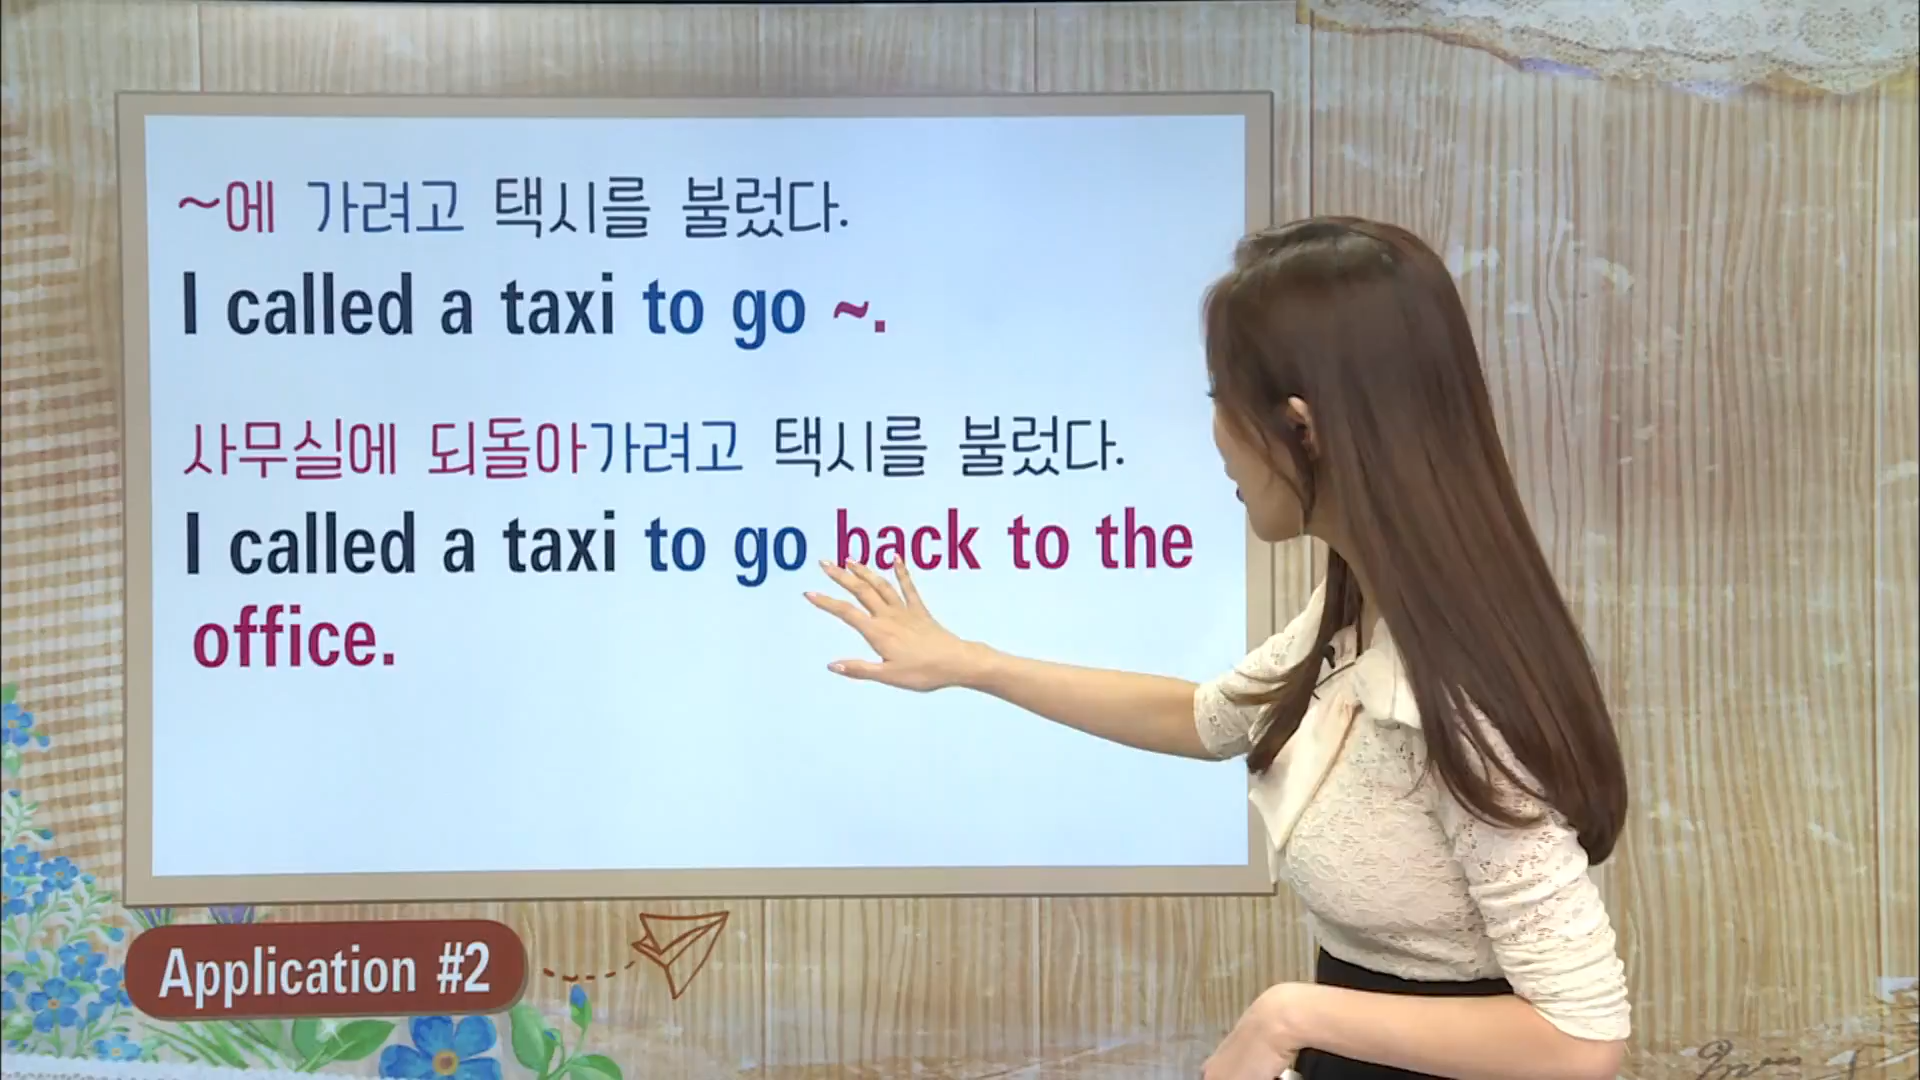 ~에 가려고 택시를 불렀다.
I called a taxi to go ~.
사무실에 되돌아가려고 택시를 불렀다.
I called a taxi to go back to the
office.
Application #2